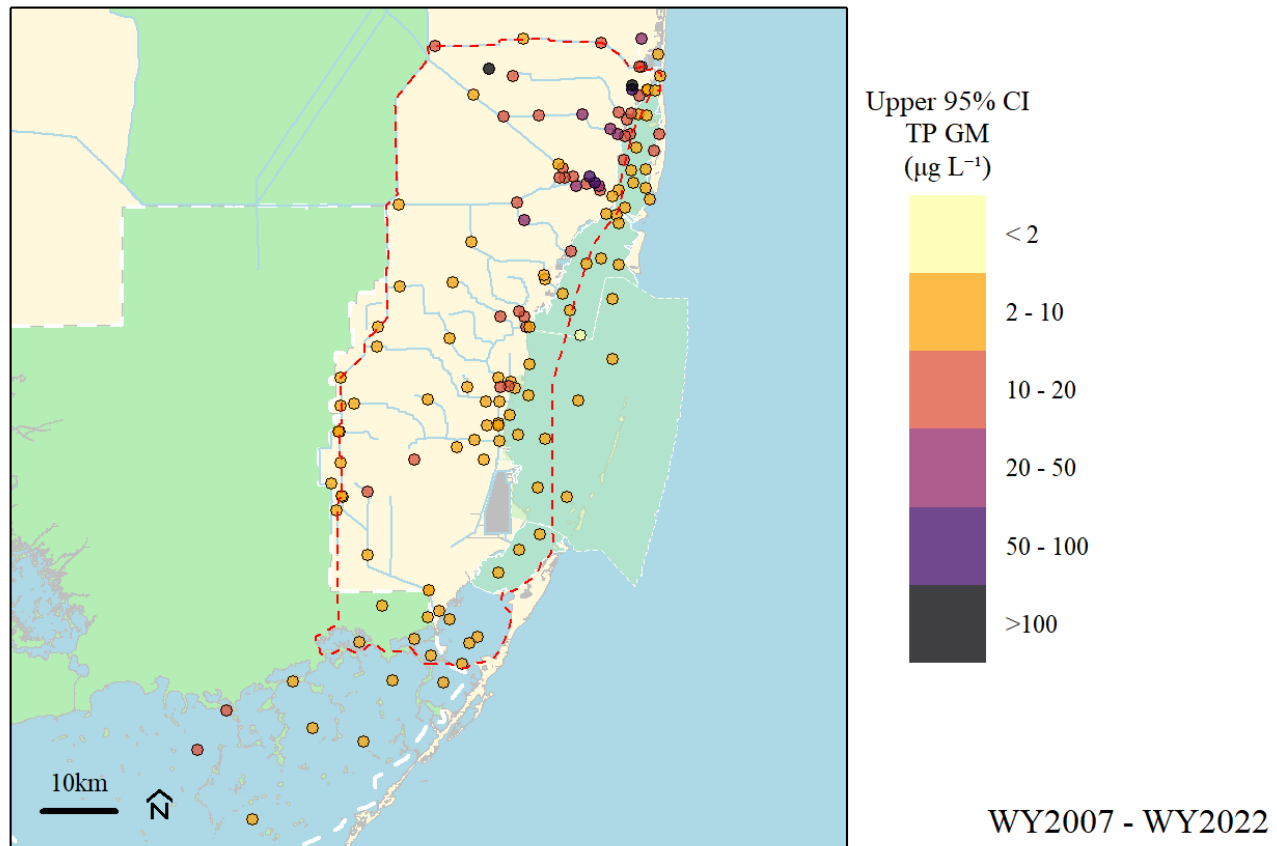 Upper 95% CI
TP GM
(μg L⁻¹)
< 2
2 - 10
10 - 20
20 - 50
50 - 100
>100
10km
N
WY2007 - WY2022